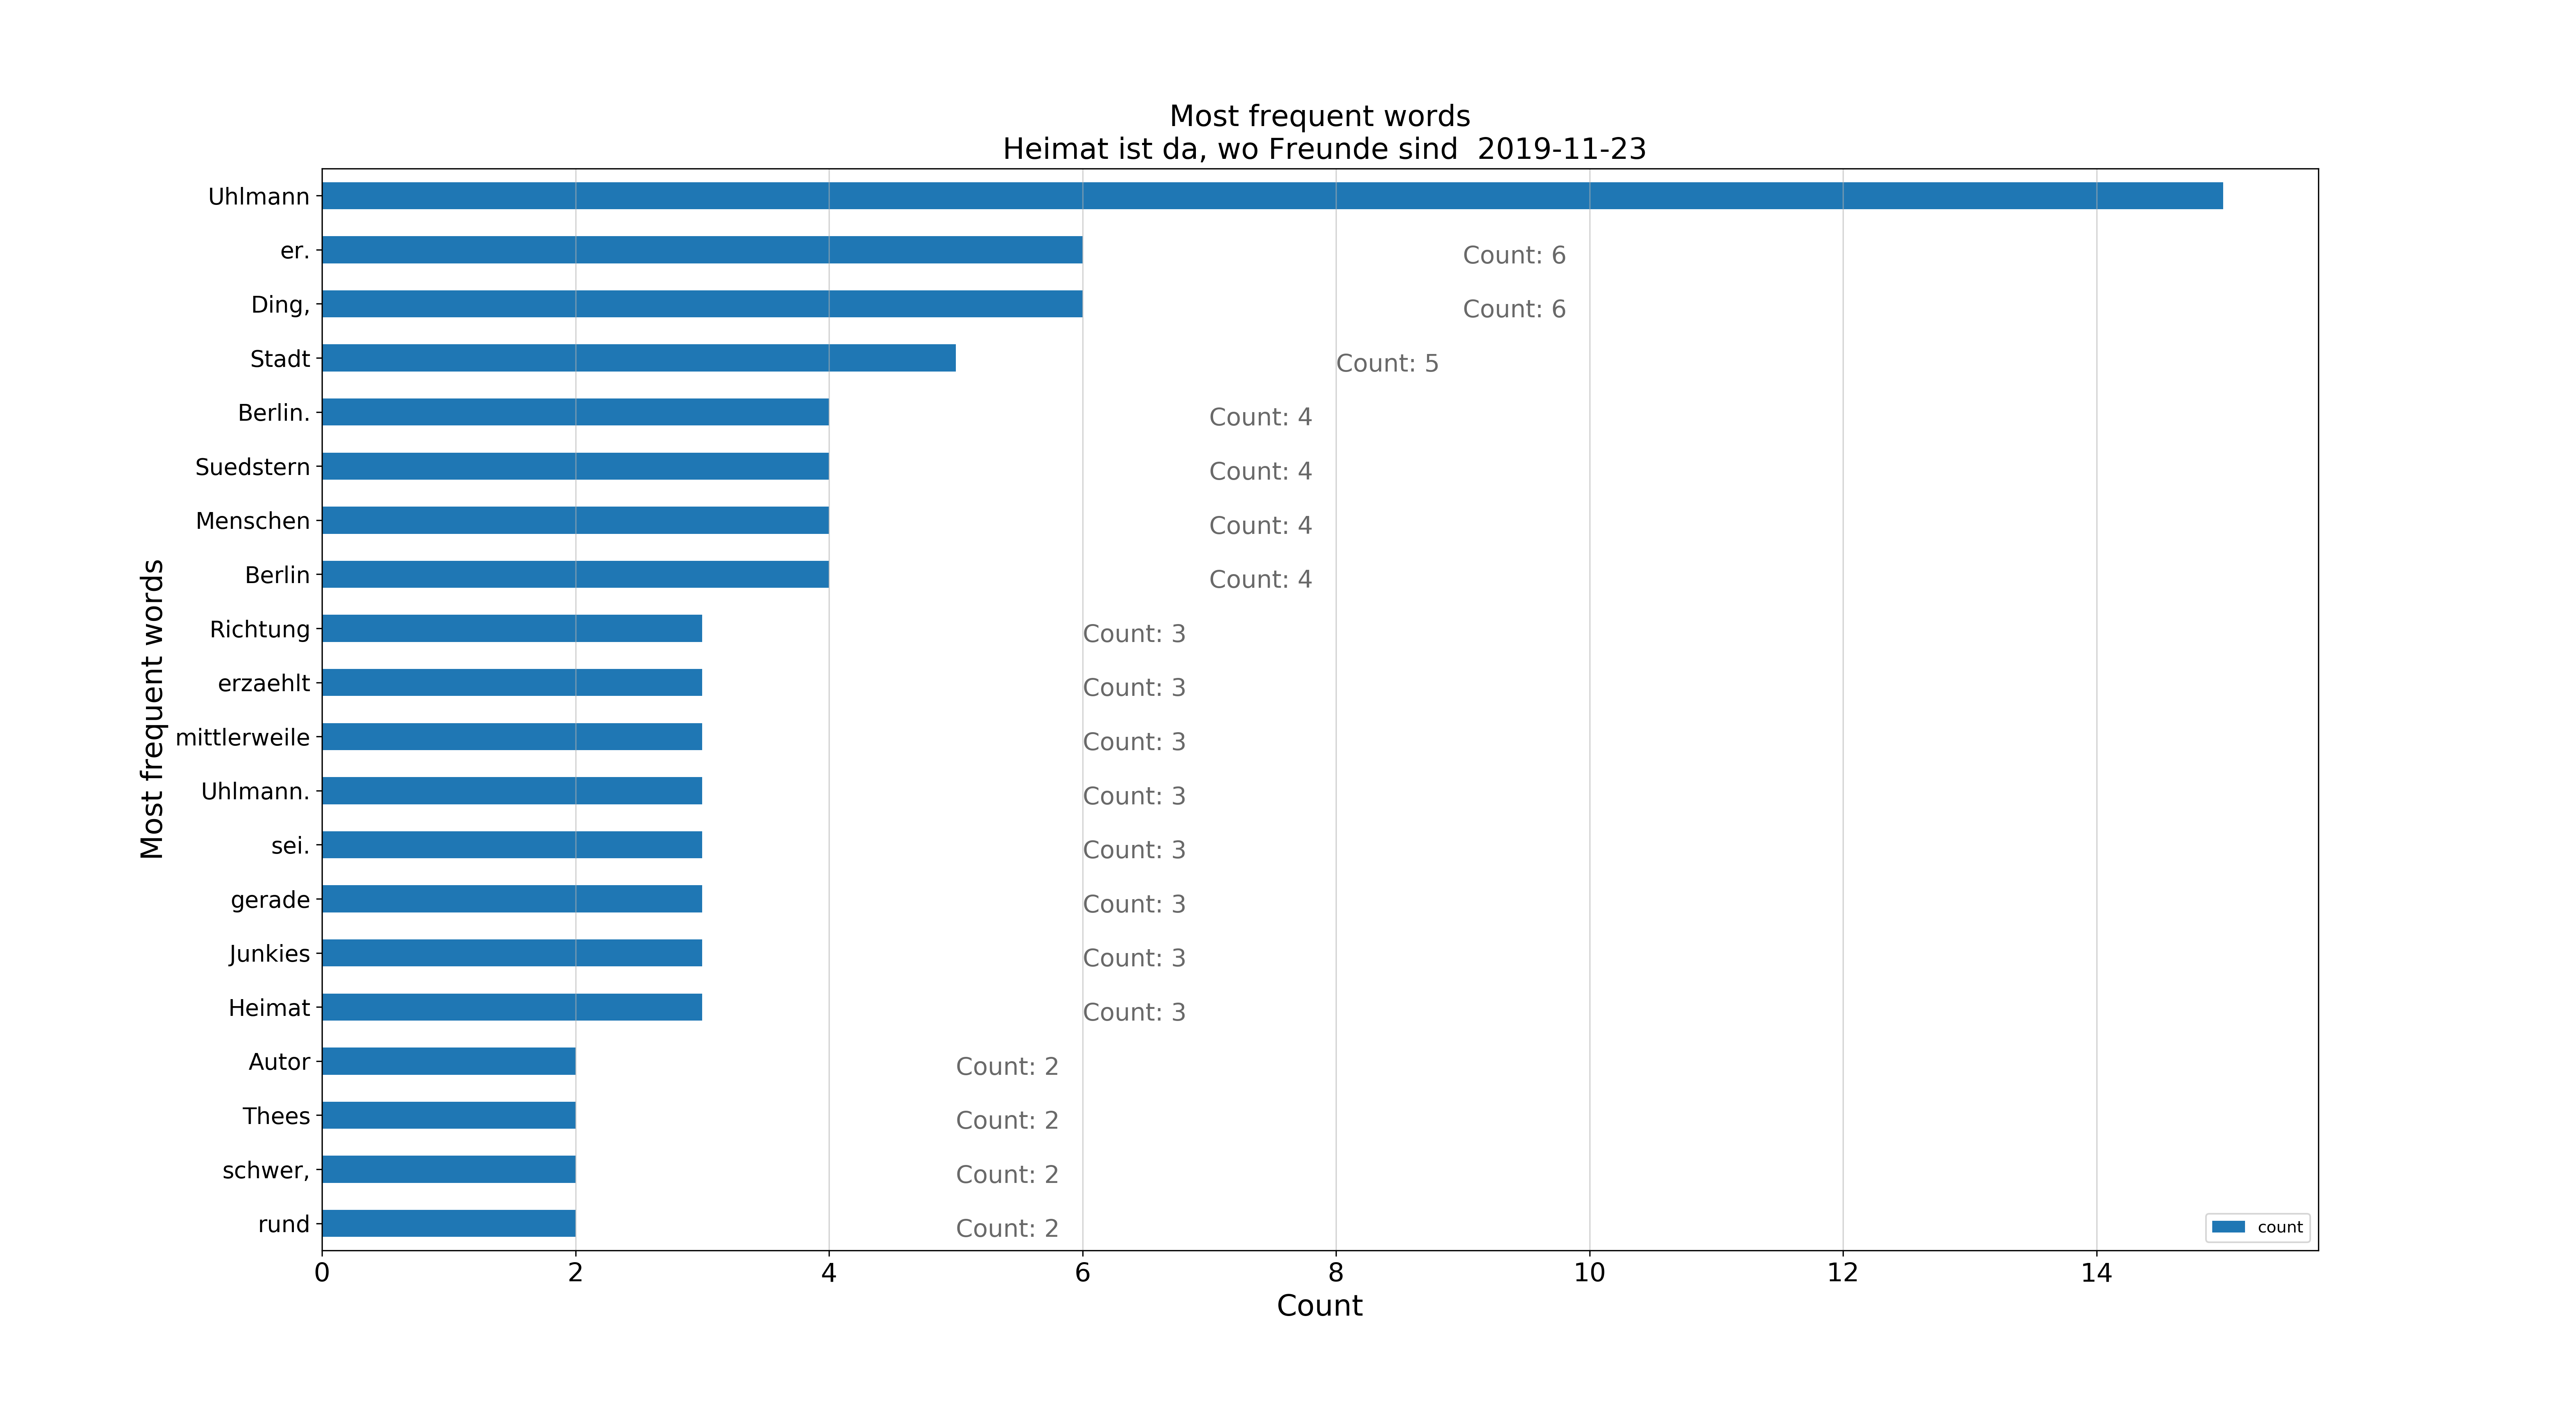 Most frequent words
Heimat ist da, wo Freunde sind  2019-11-23
Most frequent words
Uhlmann
er.
Count: 6
Ding,
Count: 6
Stadt
Count: 5
Berlin.
Count: 4
Suedstern
Count: 4
Menschen
Count: 4
Berlin
Count: 4
Richtung
Count: 3
erzaehlt
Count: 3
mittlerweile
Count: 3
Uhlmann.
Count: 3
sei.
Count: 3
gerade
Count: 3
Junkies
Count: 3
Heimat
Count: 3
Autor
Count: 2
Thees
Count: 2
schwer,
Count: 2
rund
Count: 2
count
0 2 4 6 8 10 12 14
Count